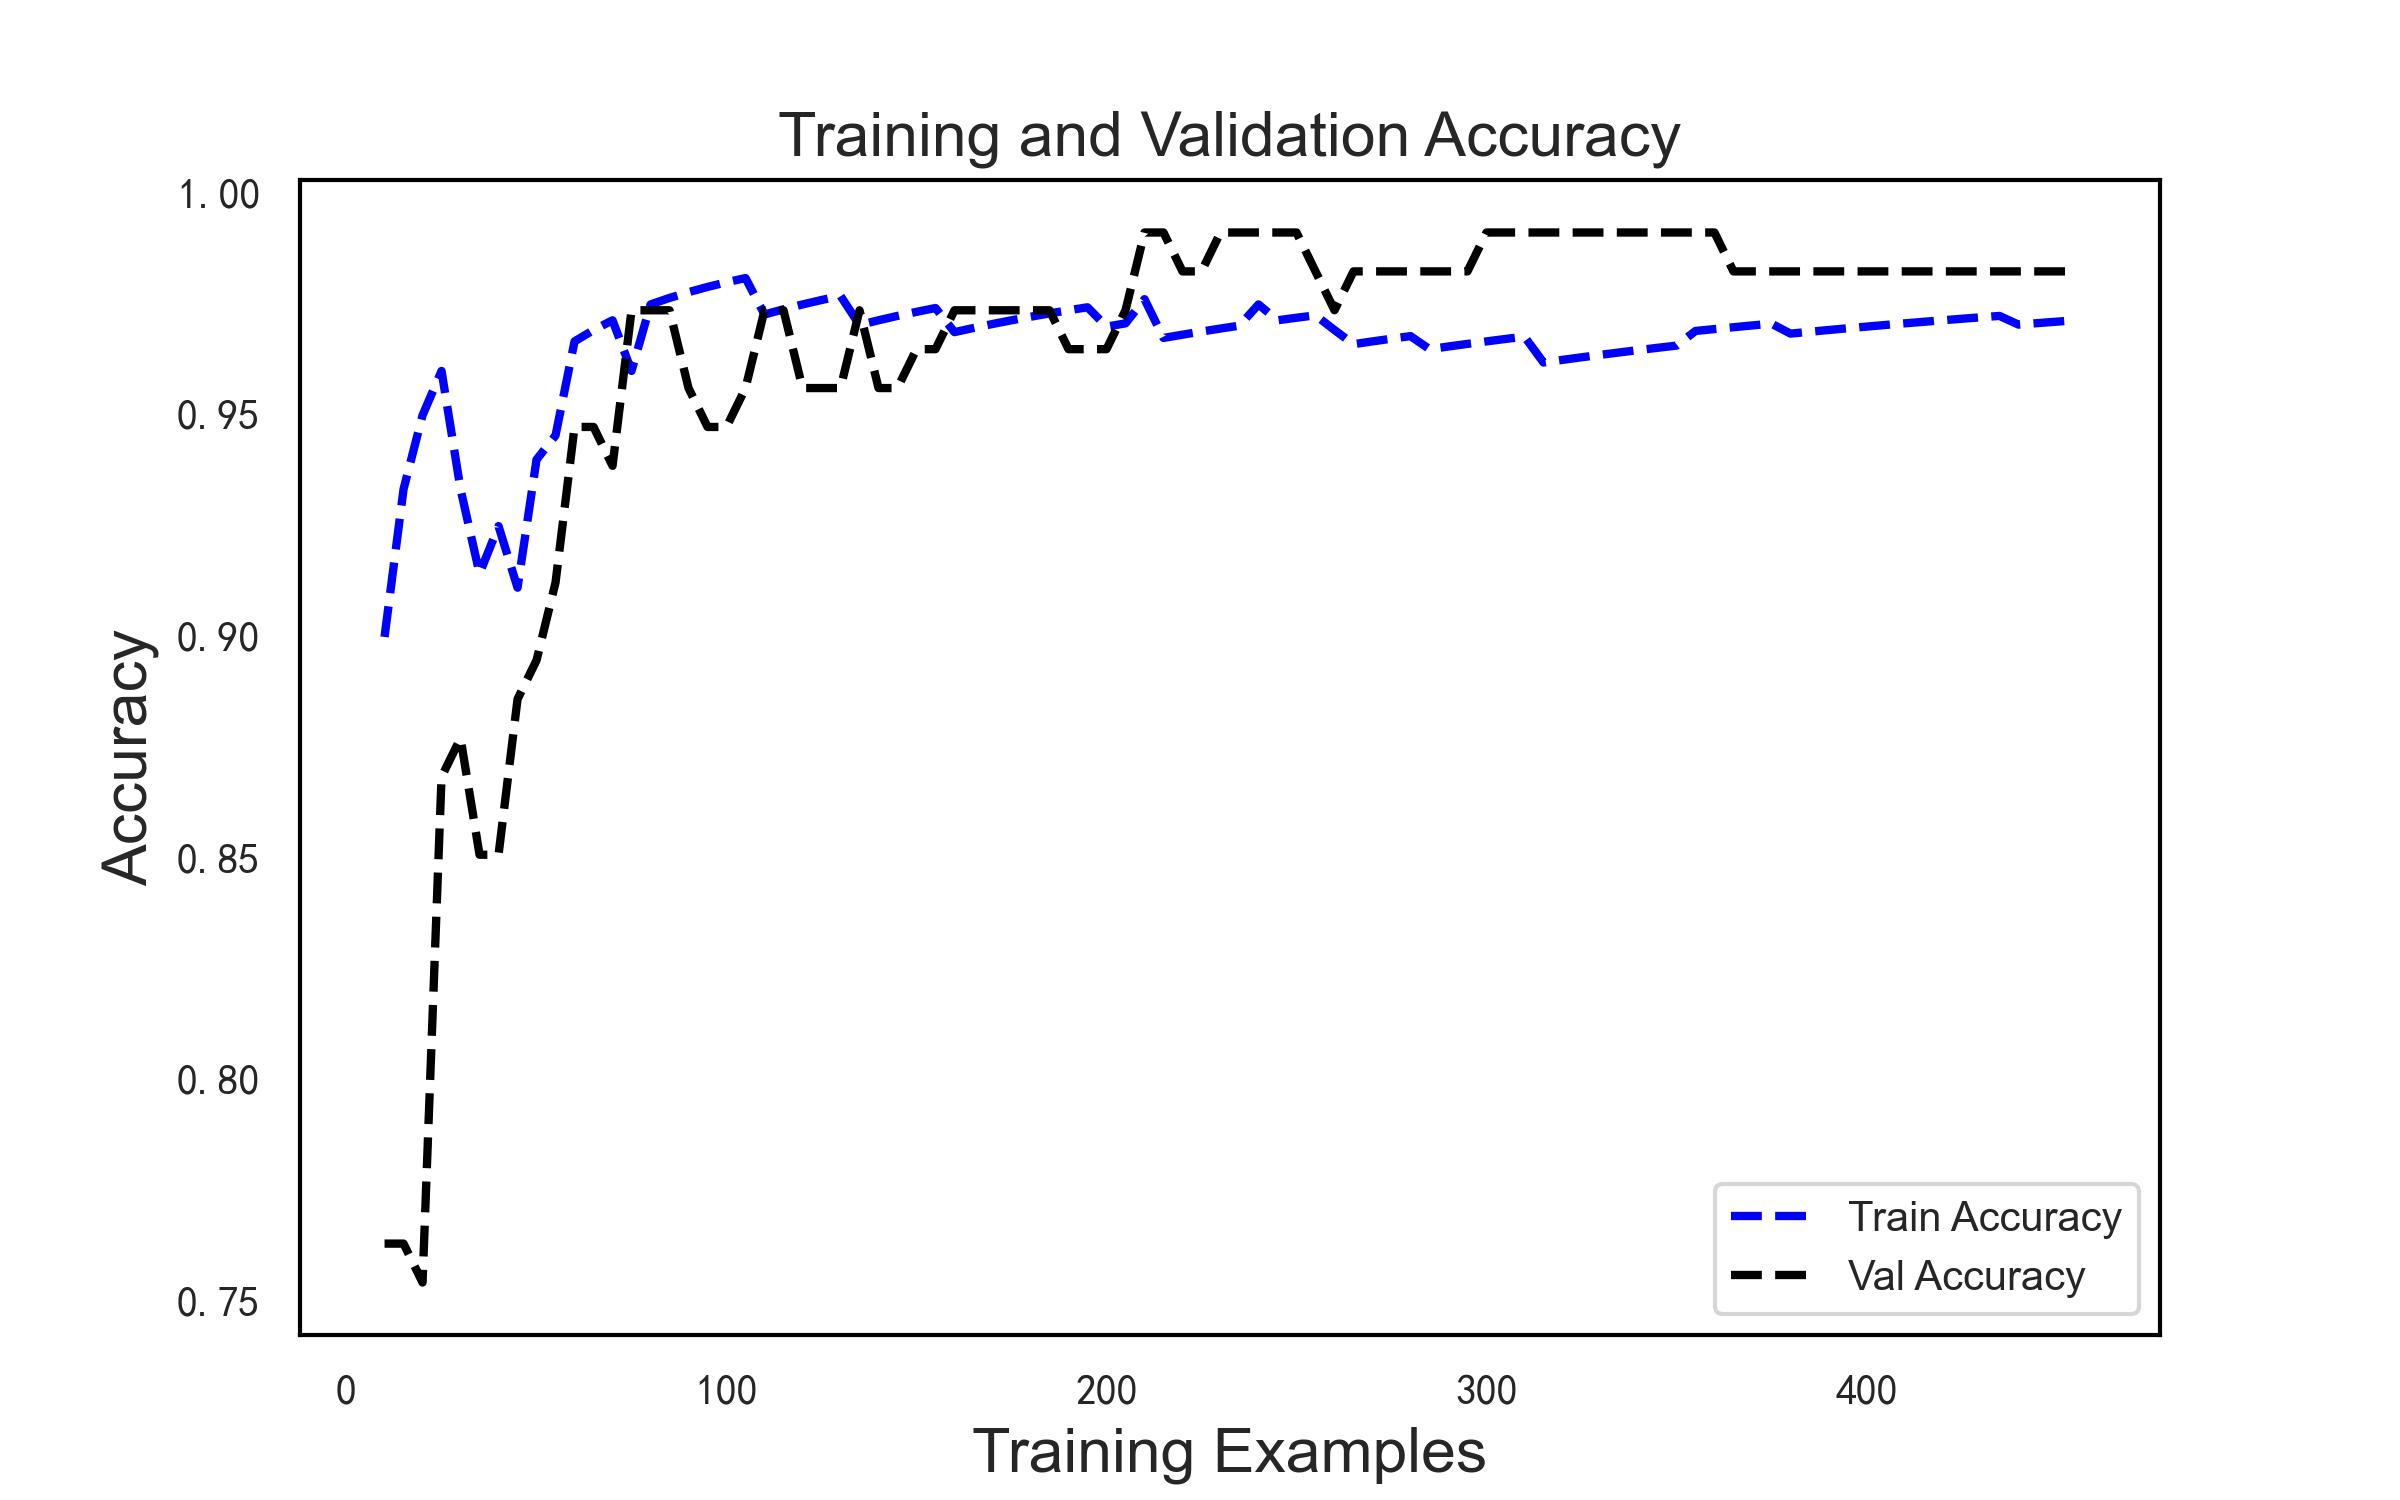 Training and Validation Accuracy
1.00
0.95
0.90
0.85
0.80
0.75
Accuracy
Train Accuracy
Val Accuracy
0 100 200 300 400
Training Examples